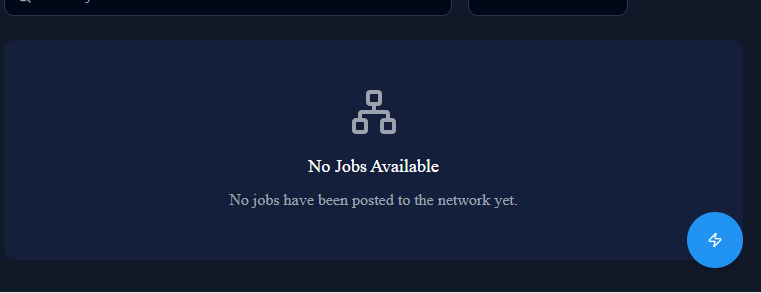 No Jobs Available
No jobs have been posted to the network yet.